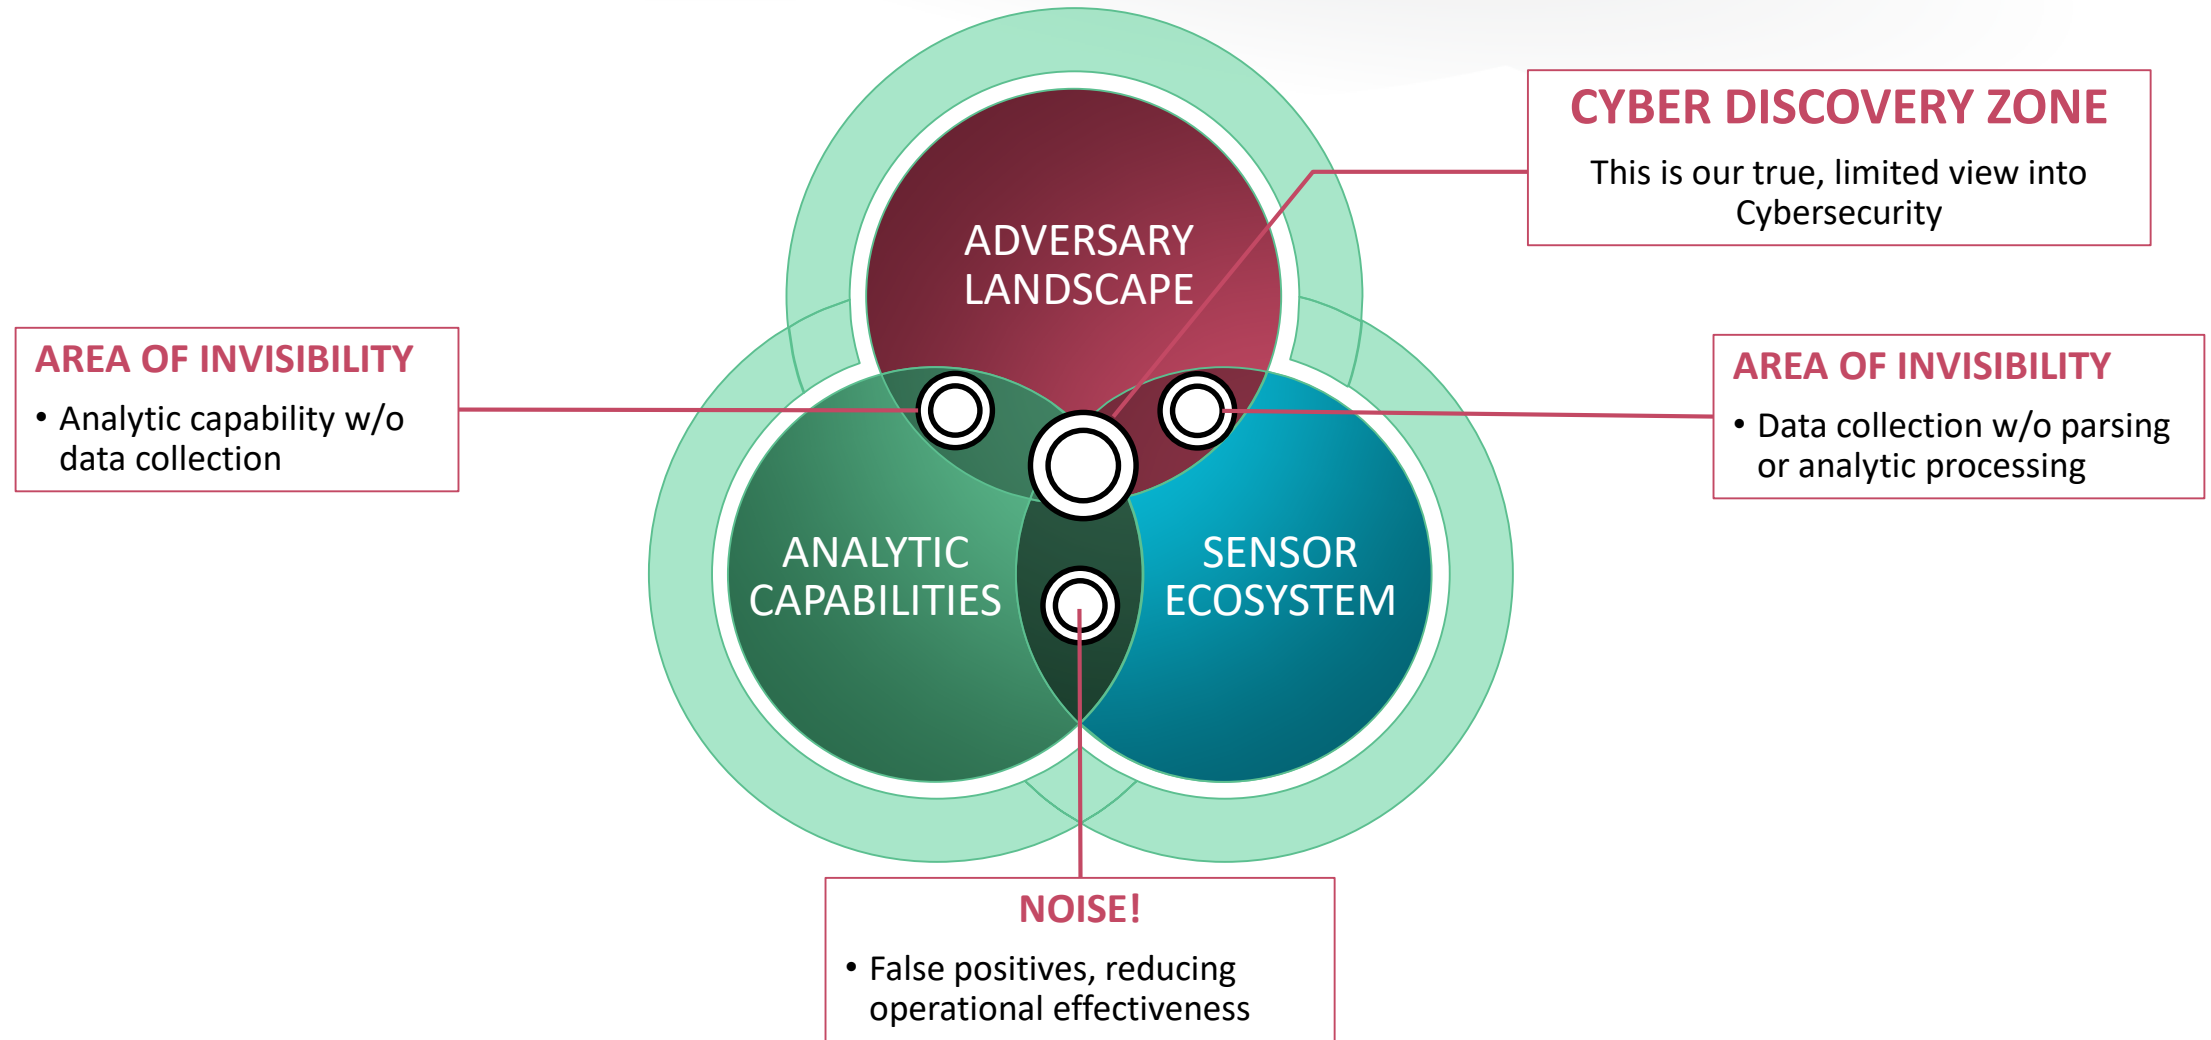 CYBER DISCOVERY ZONE
This is our true, limited view into
Cybersecurity
ADVERSARY
LANDSCAPE
AREA OF INVISIBILITY
• Analytic capability w/o
data collection
AREA OF INVISIBILITY
• Data collection w/o parsing
or analytic processing
ANALYTIC
CAPABILITIES
SENSOR
ECOSYSTEM
NOISE!
• False positives, reducing
operational effectiveness